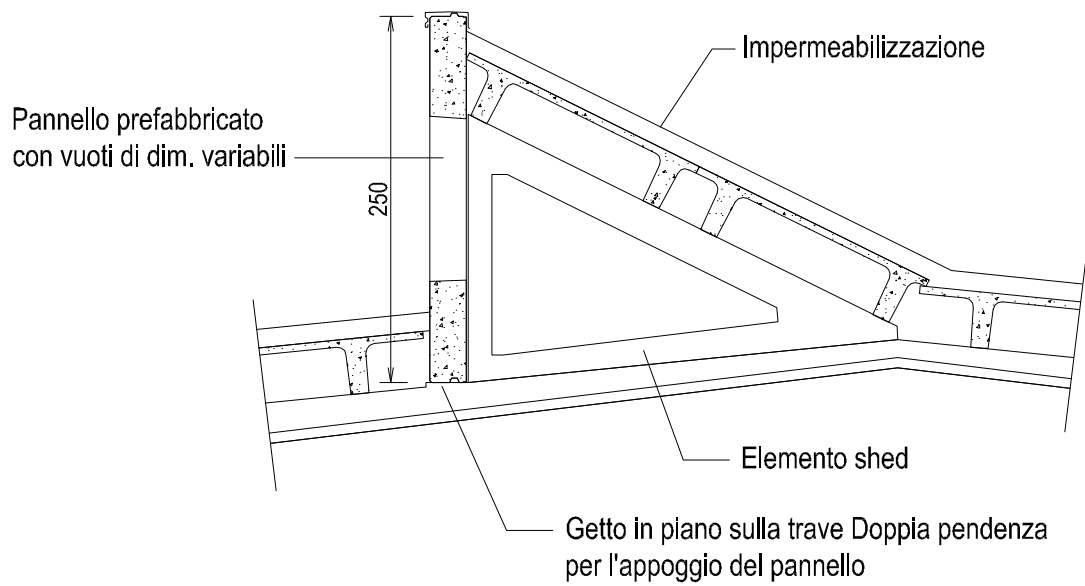 Impermeabilizzazione
Pannello prefabbricato
con vuoti di dim. variabili
250
Elemento shed
Getto in piano sulla trave Doppia pendenza
per l'appoggio del pannello